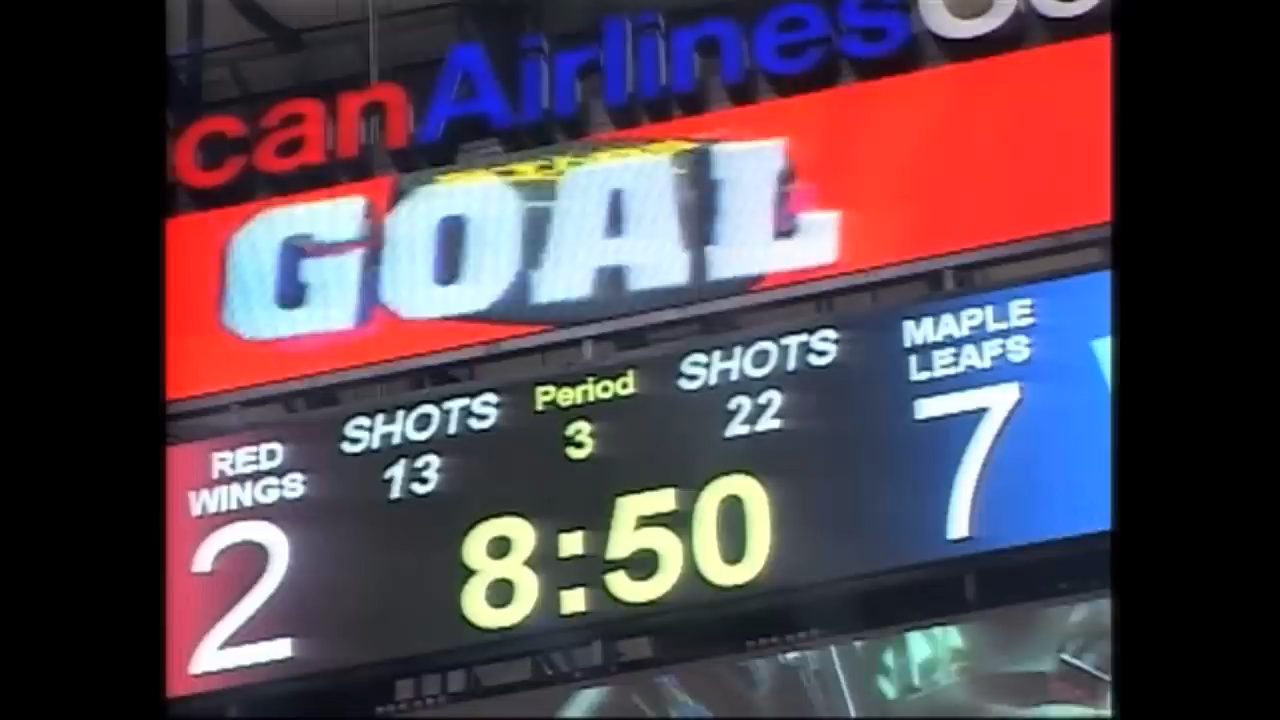 canAirlines
GOAL
RED
WINGS
2
SHOTS
13
Period
3
8:50
SHOTS
22
MAPLE
LEAFS
7